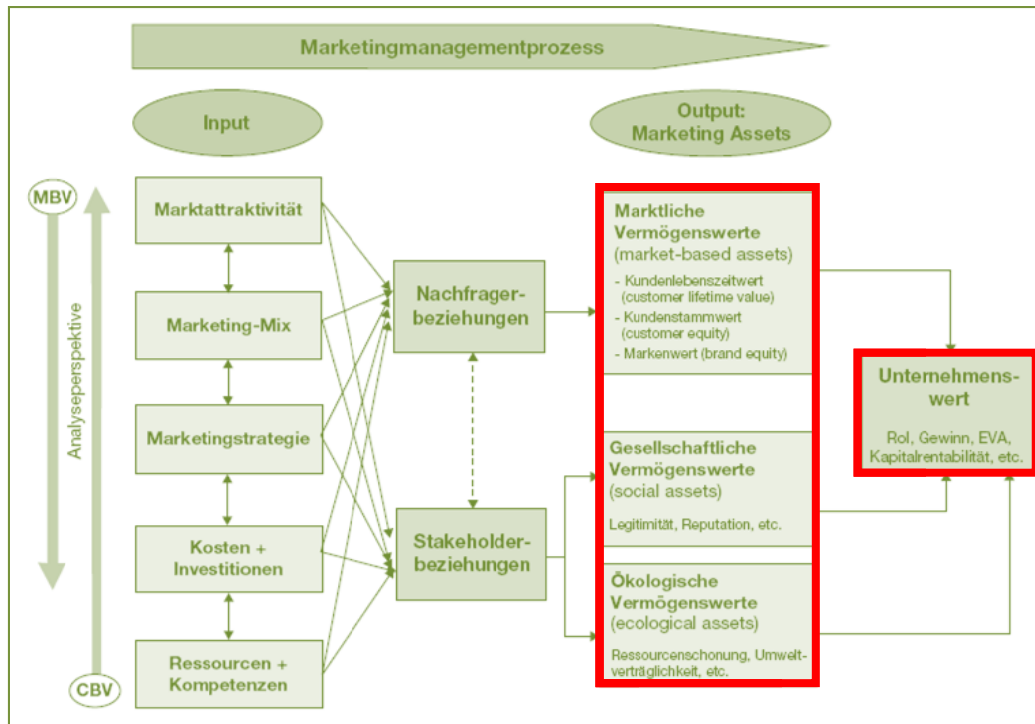 Marketingmanagementprozess
Input
Output:
Marketing Assets
MBV
Analyseperspektive
CBV
Marktattraktivität
Marketing-Mix
Marketingstrategie
Kosten +
Investitionen
Ressourcen +
Kompetenzen
Nachfrager-
beziehungen
Stakeholder-
beziehungen
Marktliche
Vermögenswerte
(market-based assets)
- Kundenlebenszeitwert
(customer lifetime value)
- Kundenstammwert
(customer equity)
- Markenwert (brand equity)
Gesellschaftliche
Vermögenswerte
(social assets)
Legitimität, Reputation, etc.
Ökologische
Vermögenswerte
(ecological assets)
Ressourcenschonung, Umwelt-
verträglichkeit, etc.
Unternehmens-
wert
RoI, Gewinn, EVA,
Kapitalrentabilität, etc.